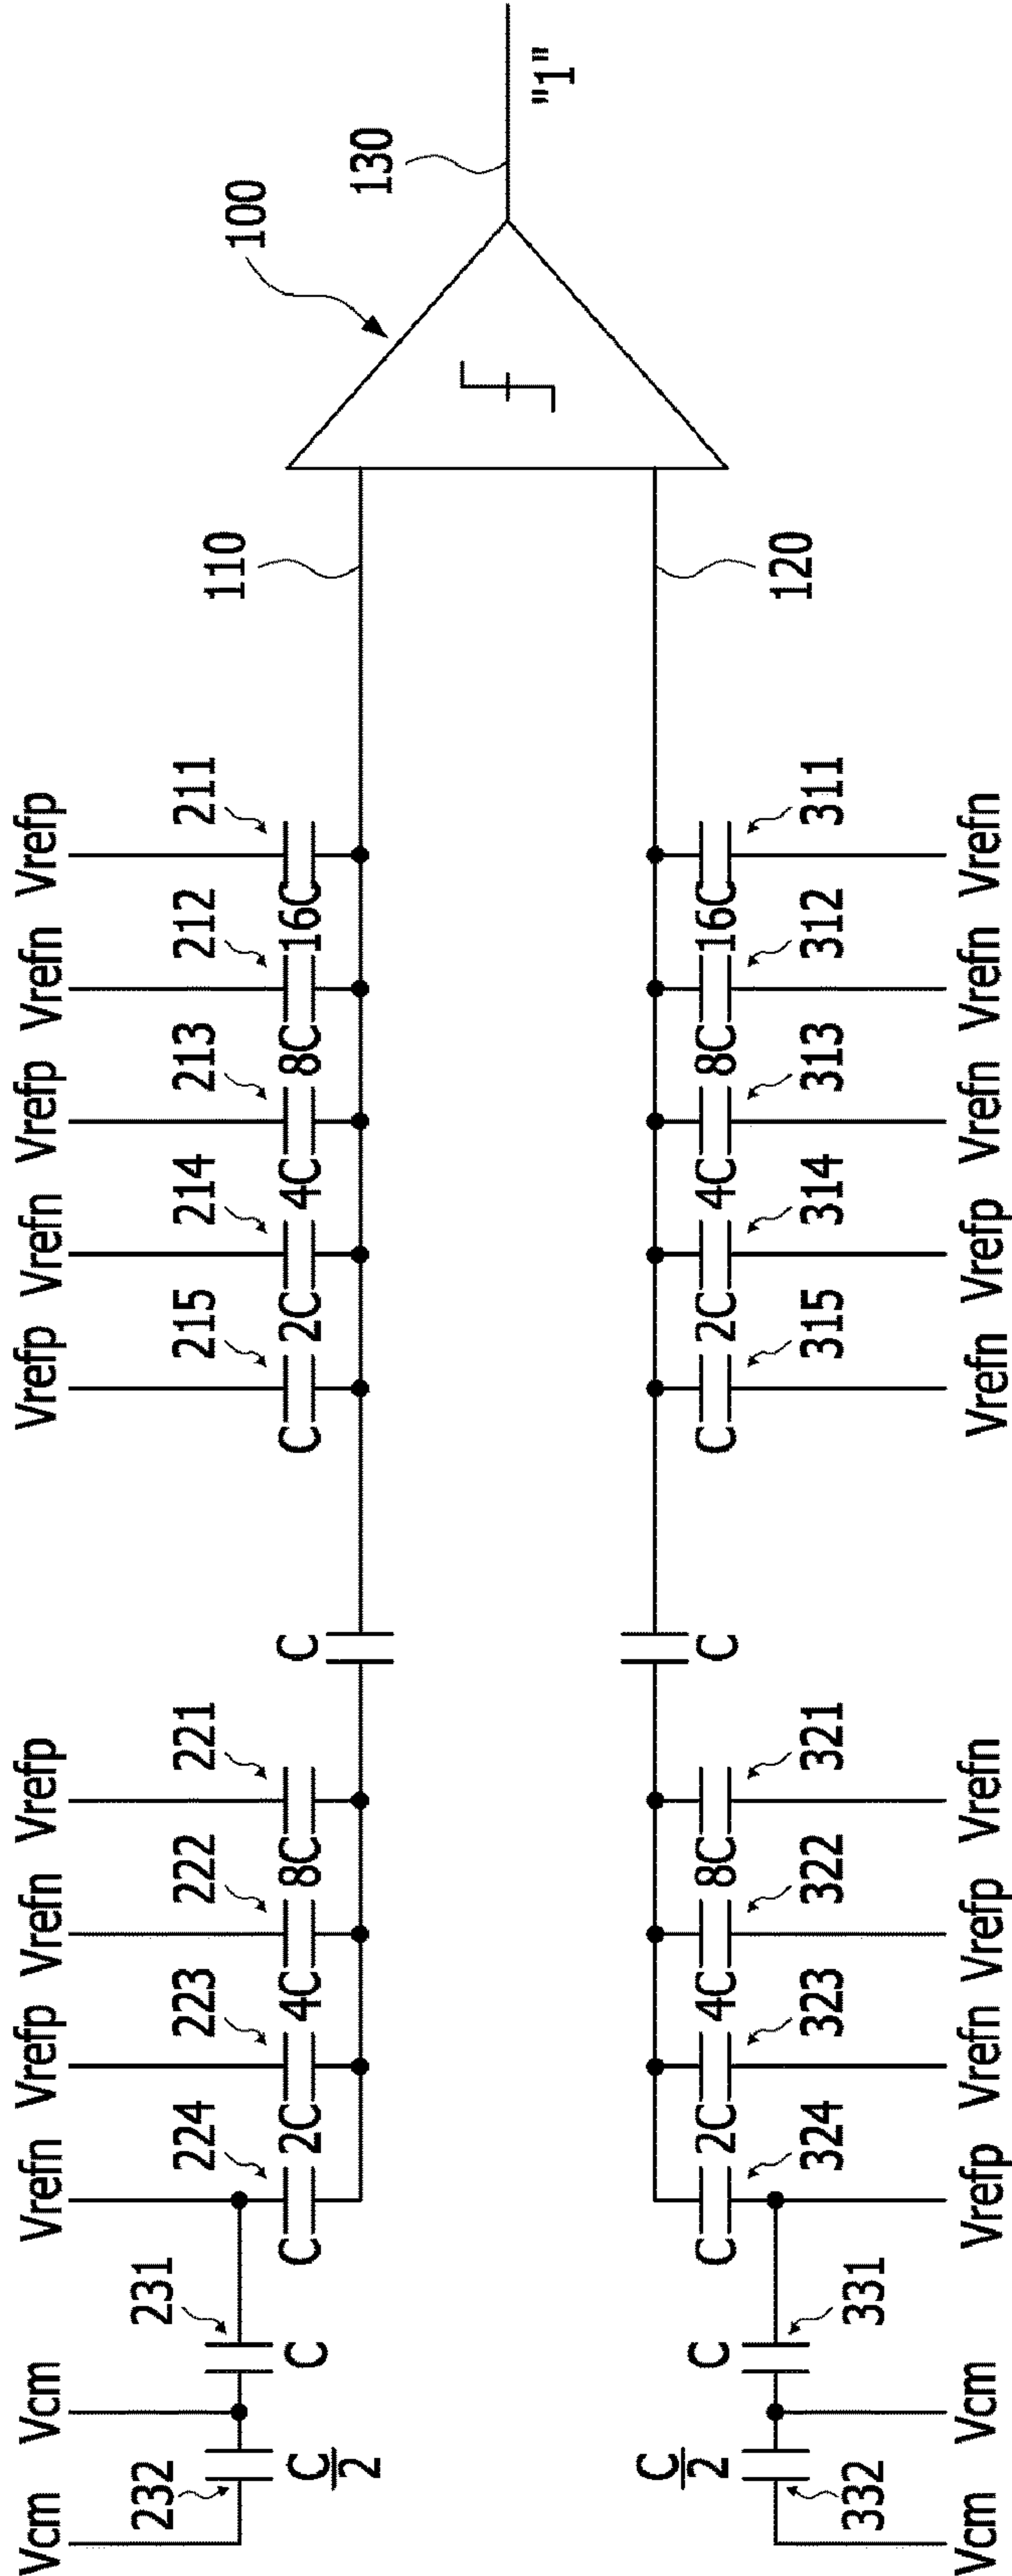 Vcm Vcm Vrefn Vrefp Vrefn Vrefp Vrefp Vrefn Vrefp Vrefn Vrefp
232 231 224 223 222 221 215 214 213 212 211 110 100
130
C/2 C C 2C 4C 8C C C 2C 4C 8C 16C
"1"
C/2 C C 2C 4C 8C C C 2C 4C 8C 16C
332 331 324 323 322 321 315 314 313 312 311 120
Vcm Vcm Vrefp Vrefn Vrefp Vrefn Vrefn Vrefp Vrefn Vrefn Vrefn